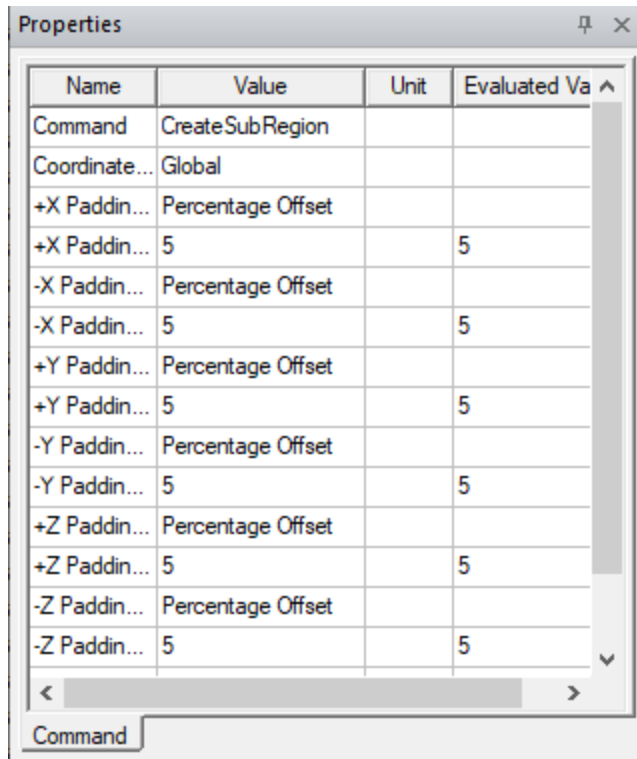 Properties
Name Value Unit Evaluated Va
Command CreateSubRegion
Coordinate... Global
+X Paddin... Percentage Offset
+X Paddin... 5 5
-X Paddin... Percentage Offset
-X Paddin... 5 5
+Y Paddin... Percentage Offset
+Y Paddin... 5 5
-Y Paddin... Percentage Offset
-Y Paddin... 5 5
+Z Paddin... Percentage Offset
+Z Paddin... 5 5
-Z Paddin... Percentage Offset
-Z Paddin... 5 5
Command